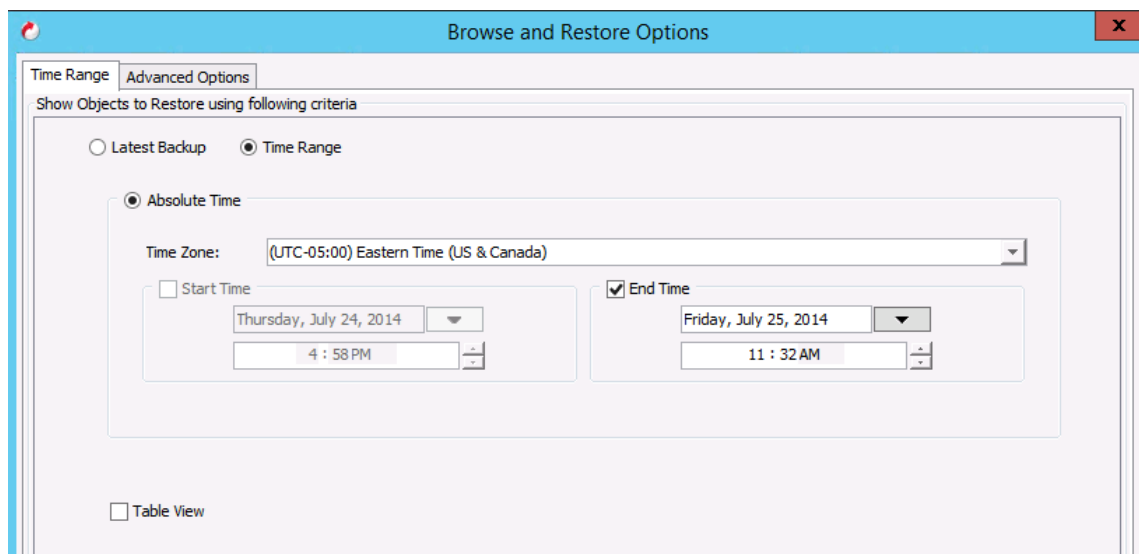 Browse and Restore Options
x
Time Range Advanced Options
Show Objects to Restore using following criteria
Latest Backup Time Range
Absolute Time
Time Zone: (UTC-05:00) Eastern Time (US & Canada)
Start Time End Time
Thursday, July 24, 2014 Friday, July 25, 2014
4 : 58 PM 11 : 32 AM
Table View